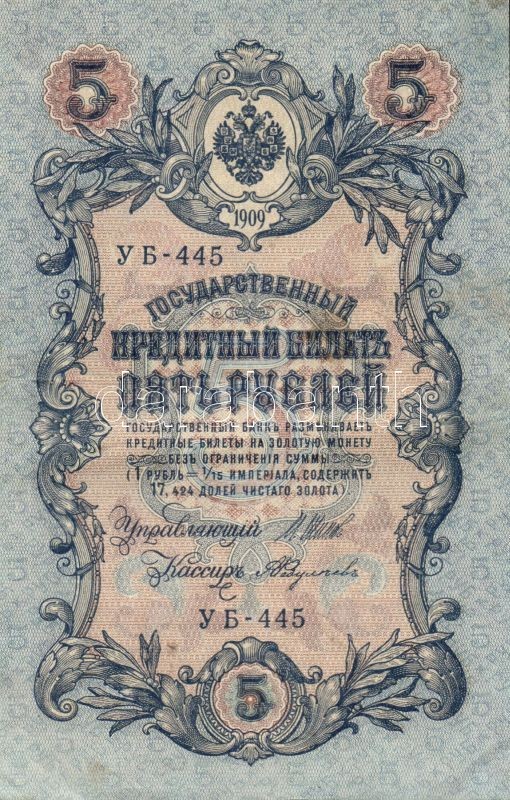 5 5
1909
УБ-445
ГОСУДАРСТВЕННЫЙ
КРЕДИТНЫЙ БИЛЕТЪ
ПЯТЬ РУБЛЕЙ
databanth
ГОСУДАРСТВЕННЫЙ БАНКЪ РАЗМѢНИВАЕТЪ
КРЕДИТНЫЕ БИЛЕТЫ НА ЗОЛОТУЮ МОНЕТУ
БЕЗЪ ОГРАНИЧЕНІЯ СУММЫ
(1 РУБЛЬ = 1/15 ИМПЕРІАЛА, СОДЕРЖИТЪ
17,424 ДОЛЕЙ ЧИСТАГО ЗОЛОТА).
Управляющій
Кассиръ
УБ-445
5